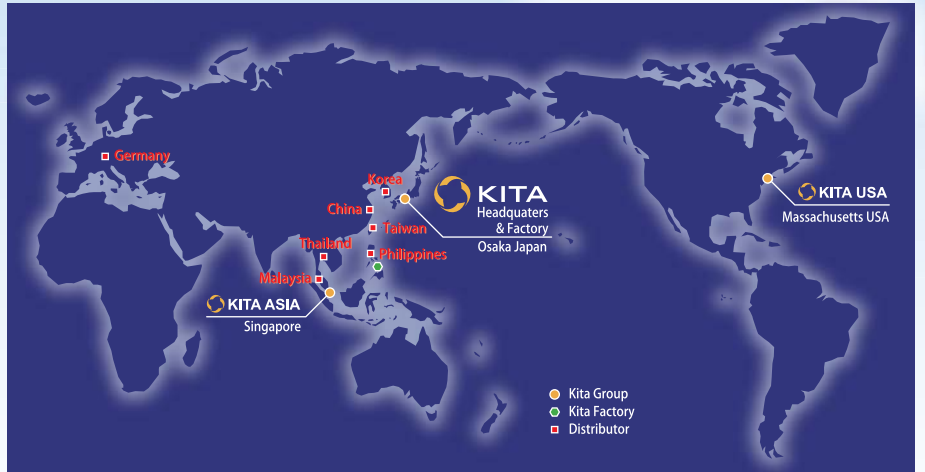 Germany
Korea
China
Taiwan
Thailand
Philippines
Malaysia
KITA
Headquaters
& Factory
Osaka Japan
KITA USA
Massachusetts USA
KITA ASIA
Singapore
Kita Group
Kita Factory
Distributor